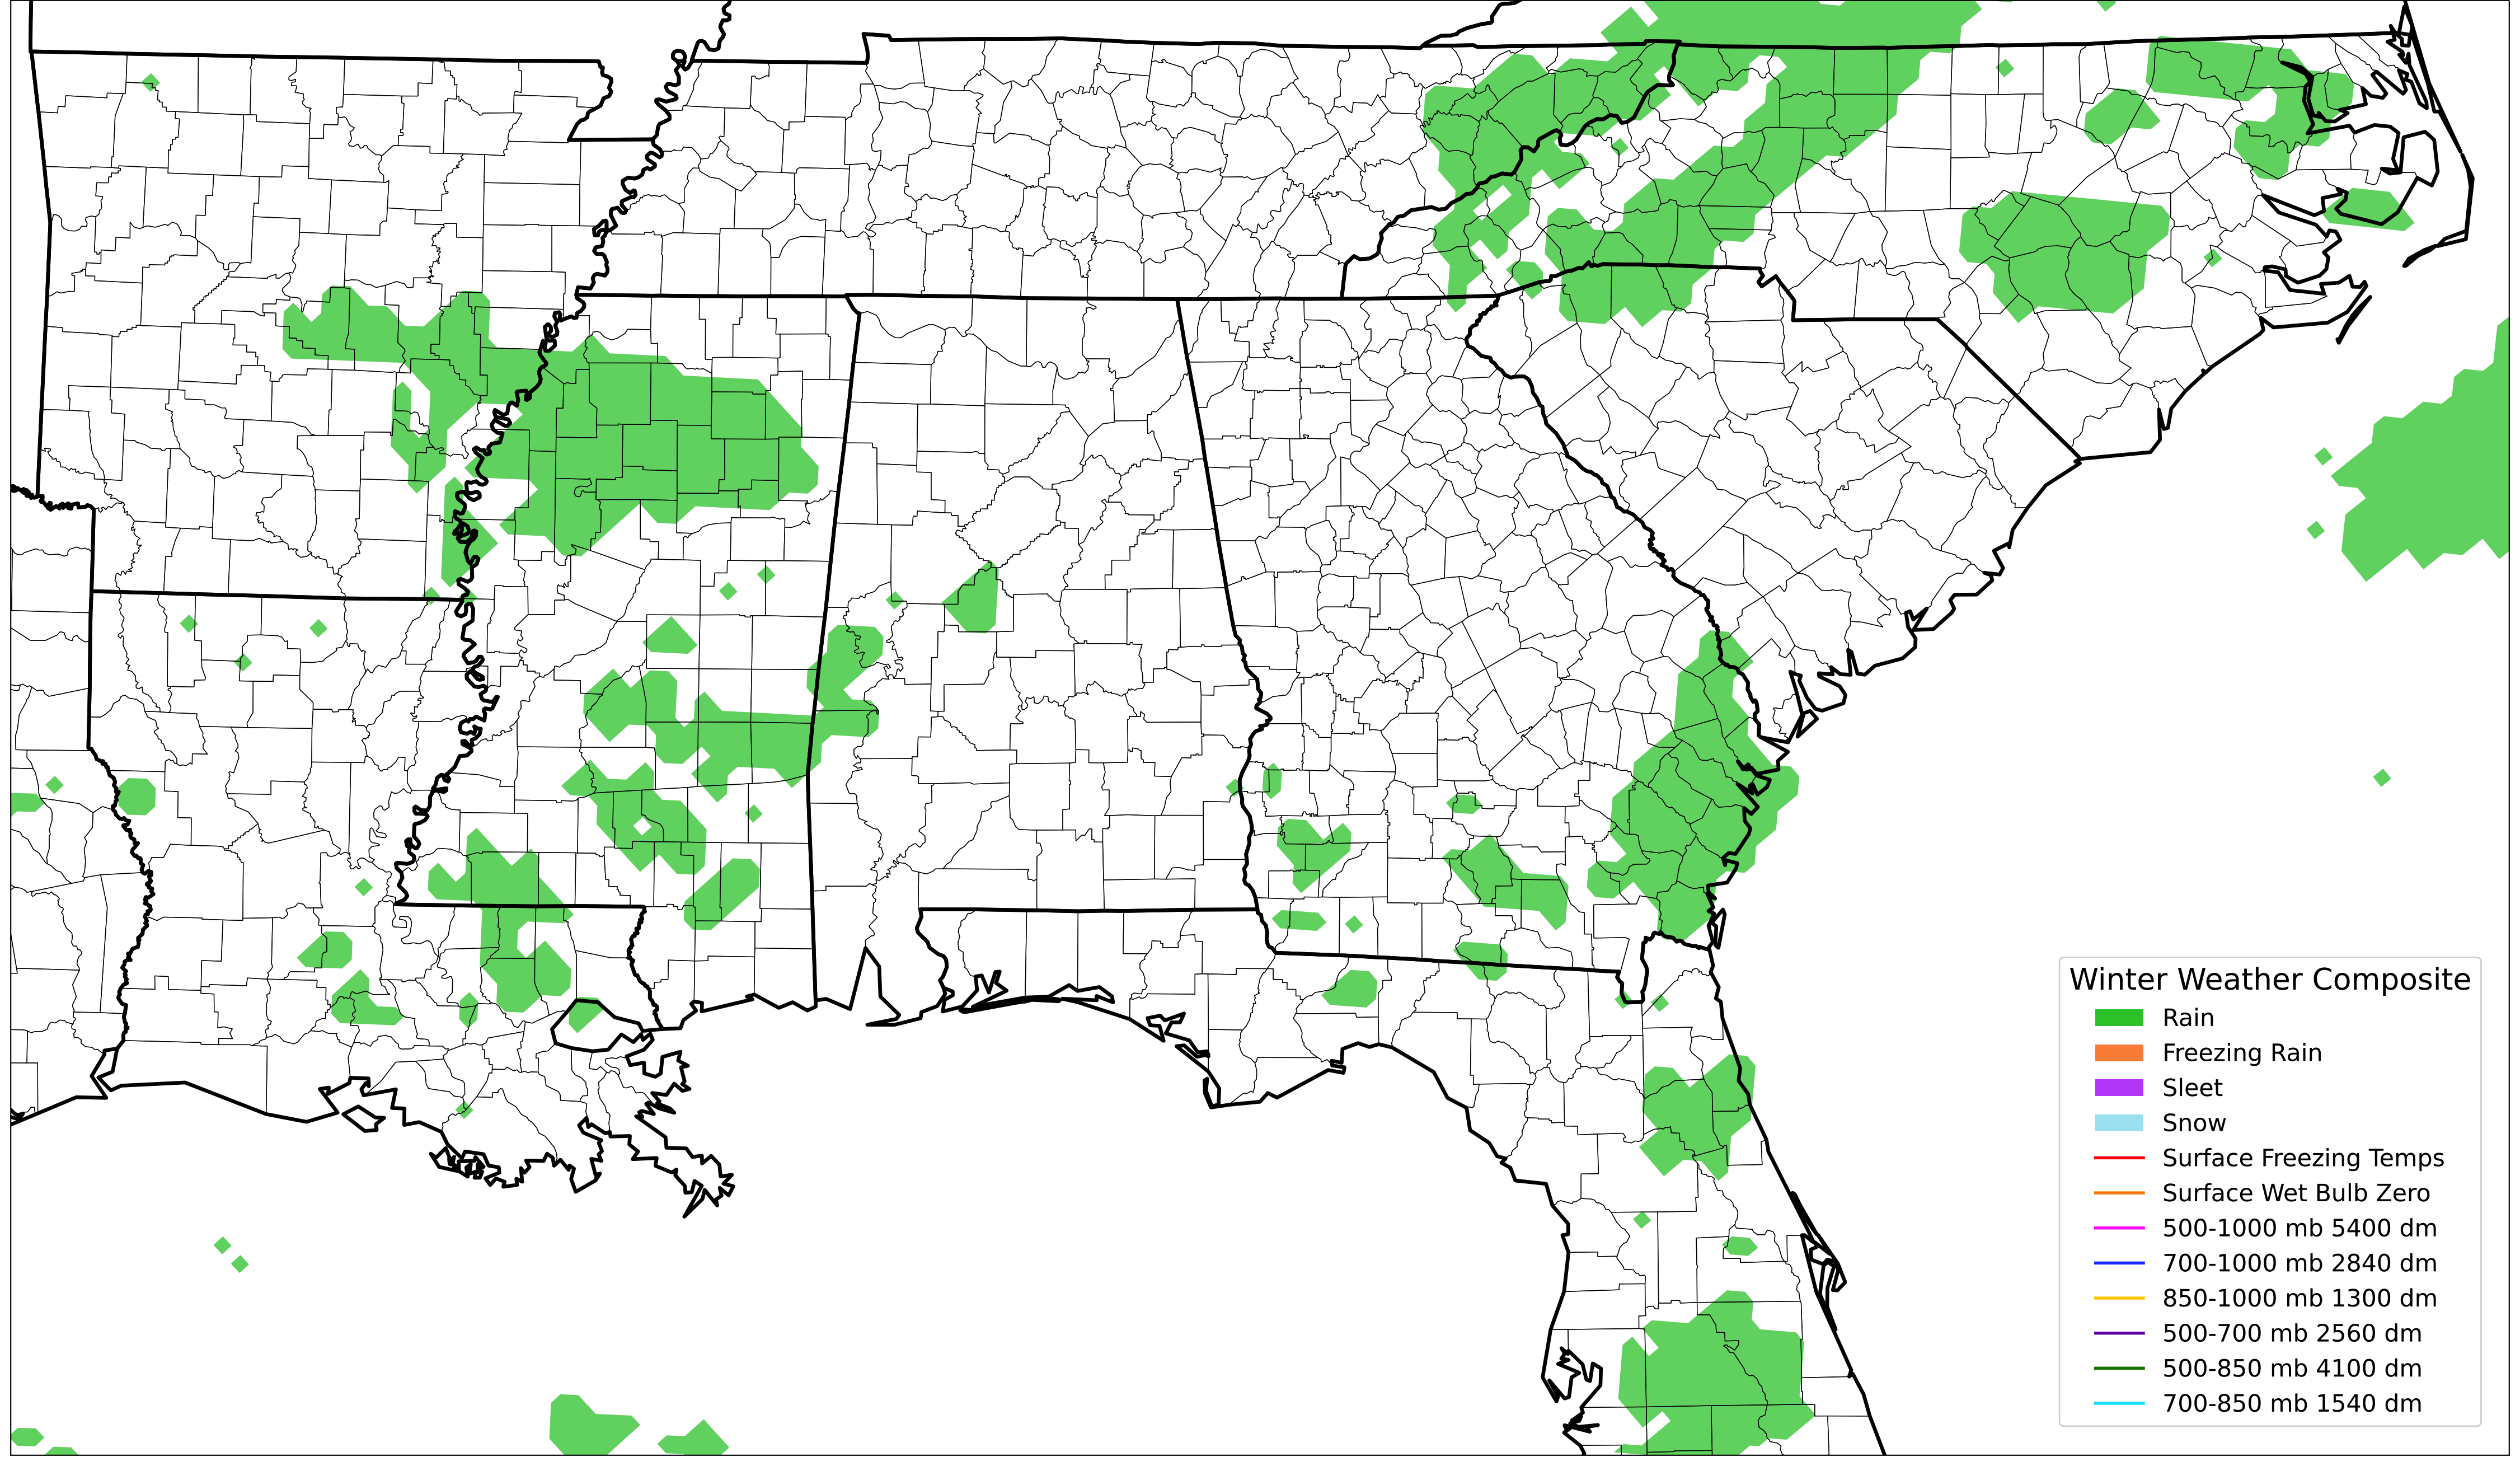 Winter Weather Composite
Rain
Freezing Rain
Sleet
Snow
Surface Freezing Temps
Surface Wet Bulb Zero
500-1000 mb 5400 dm
700-1000 mb 2840 dm
850-1000 mb 1300 dm
500-700 mb 2560 dm
500-850 mb 4100 dm
700-850 mb 1540 dm